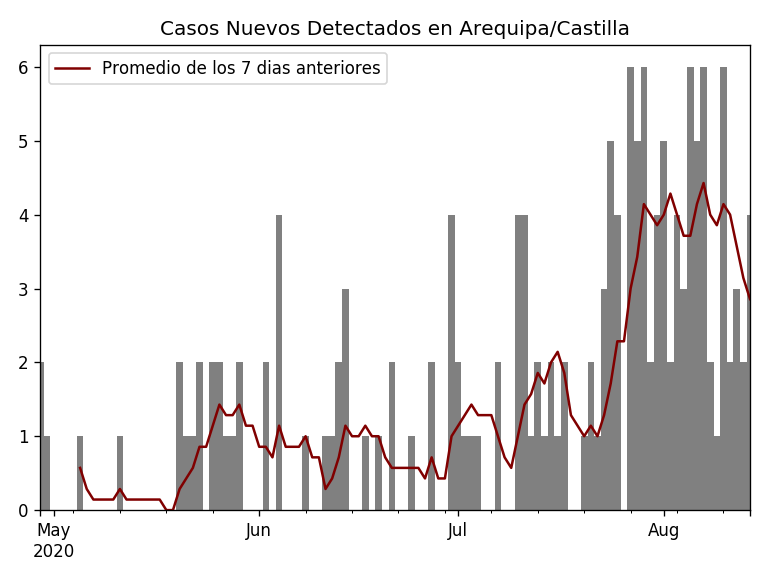 Casos Nuevos Detectados en Arequipa/Castilla
Promedio de los 7 dias anteriores
6
5
4
3
2
1
0
May Jun Jul Aug
2020